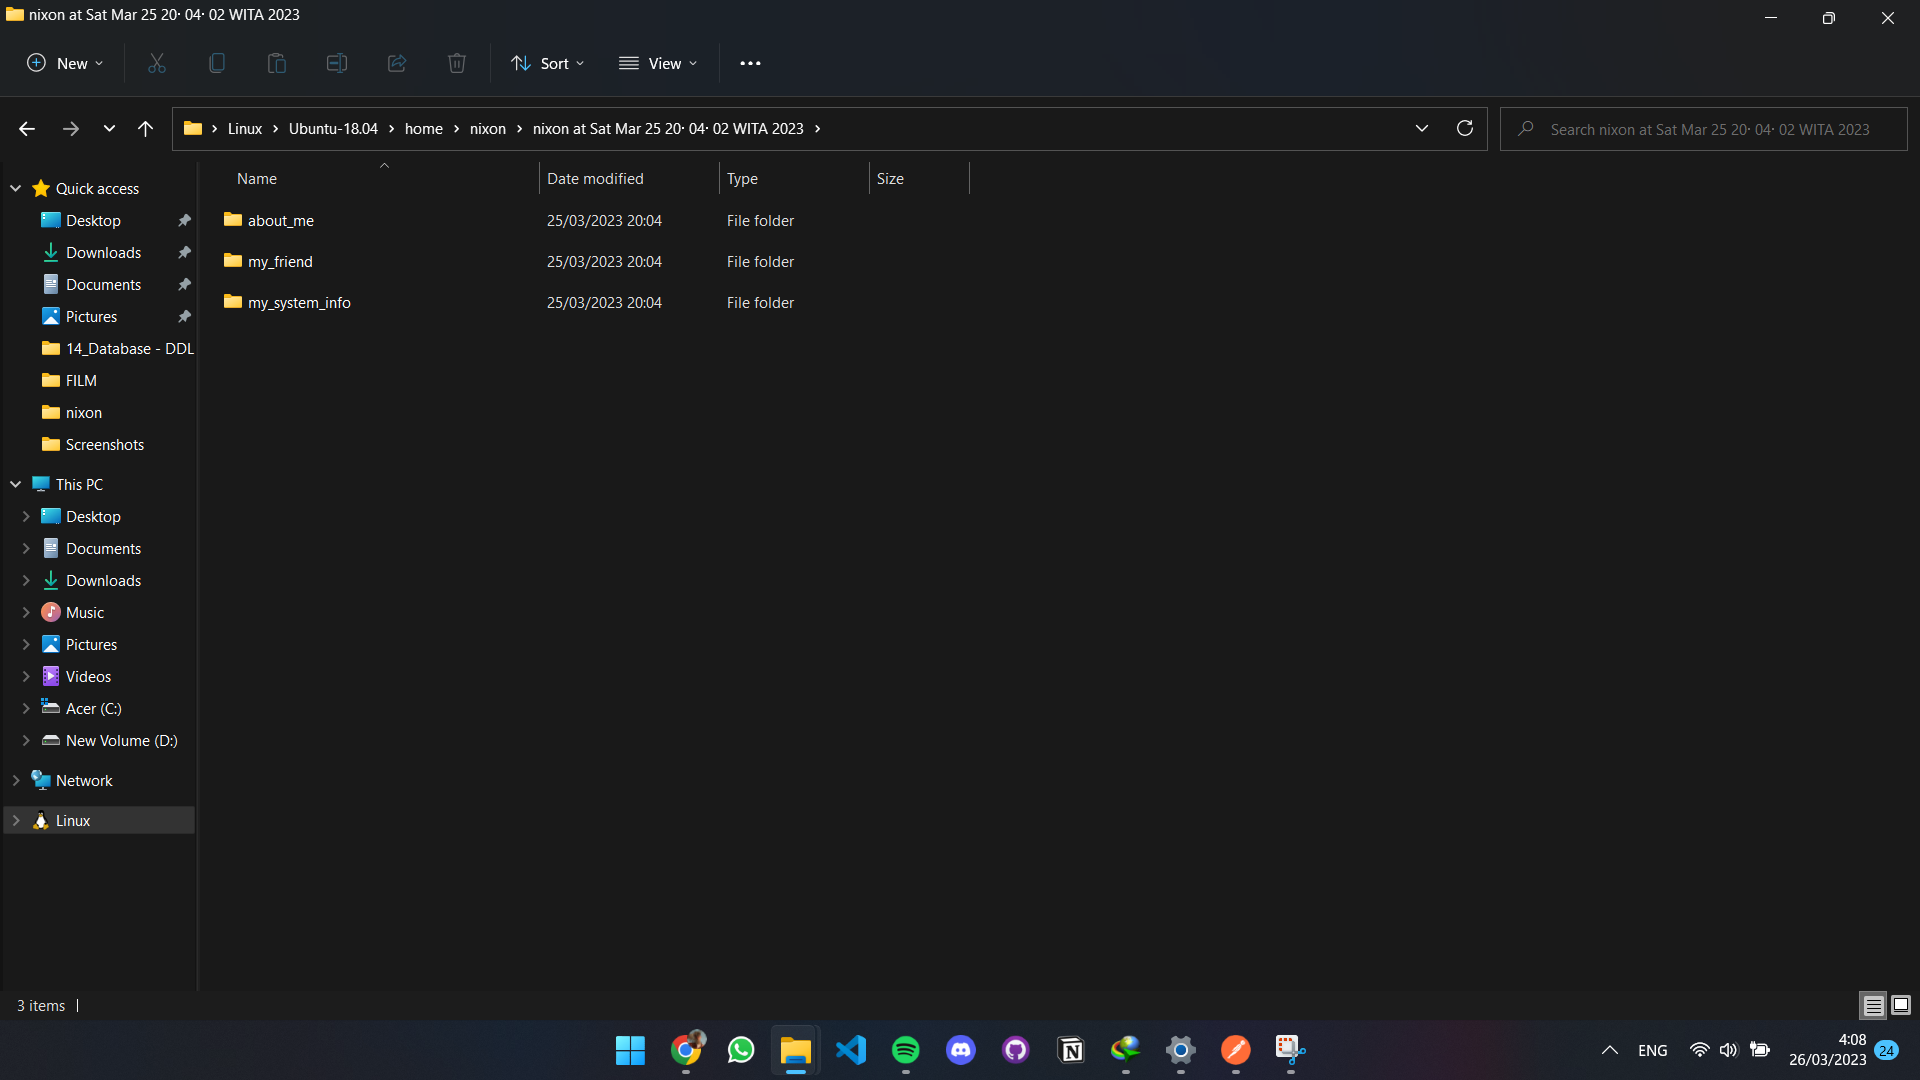 nixon at Sat Mar 25 20· 04· 02 WITA 2023
New
Sort
View
Linux > Ubuntu-18.04 > home > nixon > nixon at Sat Mar 25 20· 04· 02 WITA 2023 >
Search nixon at Sat Mar 25 20· 04· 02 WITA 2023
Name Date modified Type Size
about_me 25/03/2023 20:04 File folder
my_friend 25/03/2023 20:04 File folder
my_system_info 25/03/2023 20:04 File folder
Quick access
Desktop
Downloads
Documents
Pictures
14_Database - DDL
FILM
nixon
Screenshots
This PC
Desktop
Documents
Downloads
Music
Pictures
Videos
Acer (C:)
New Volume (D:)
Network
Linux
3 items
ENG
4:08
26/03/2023
24